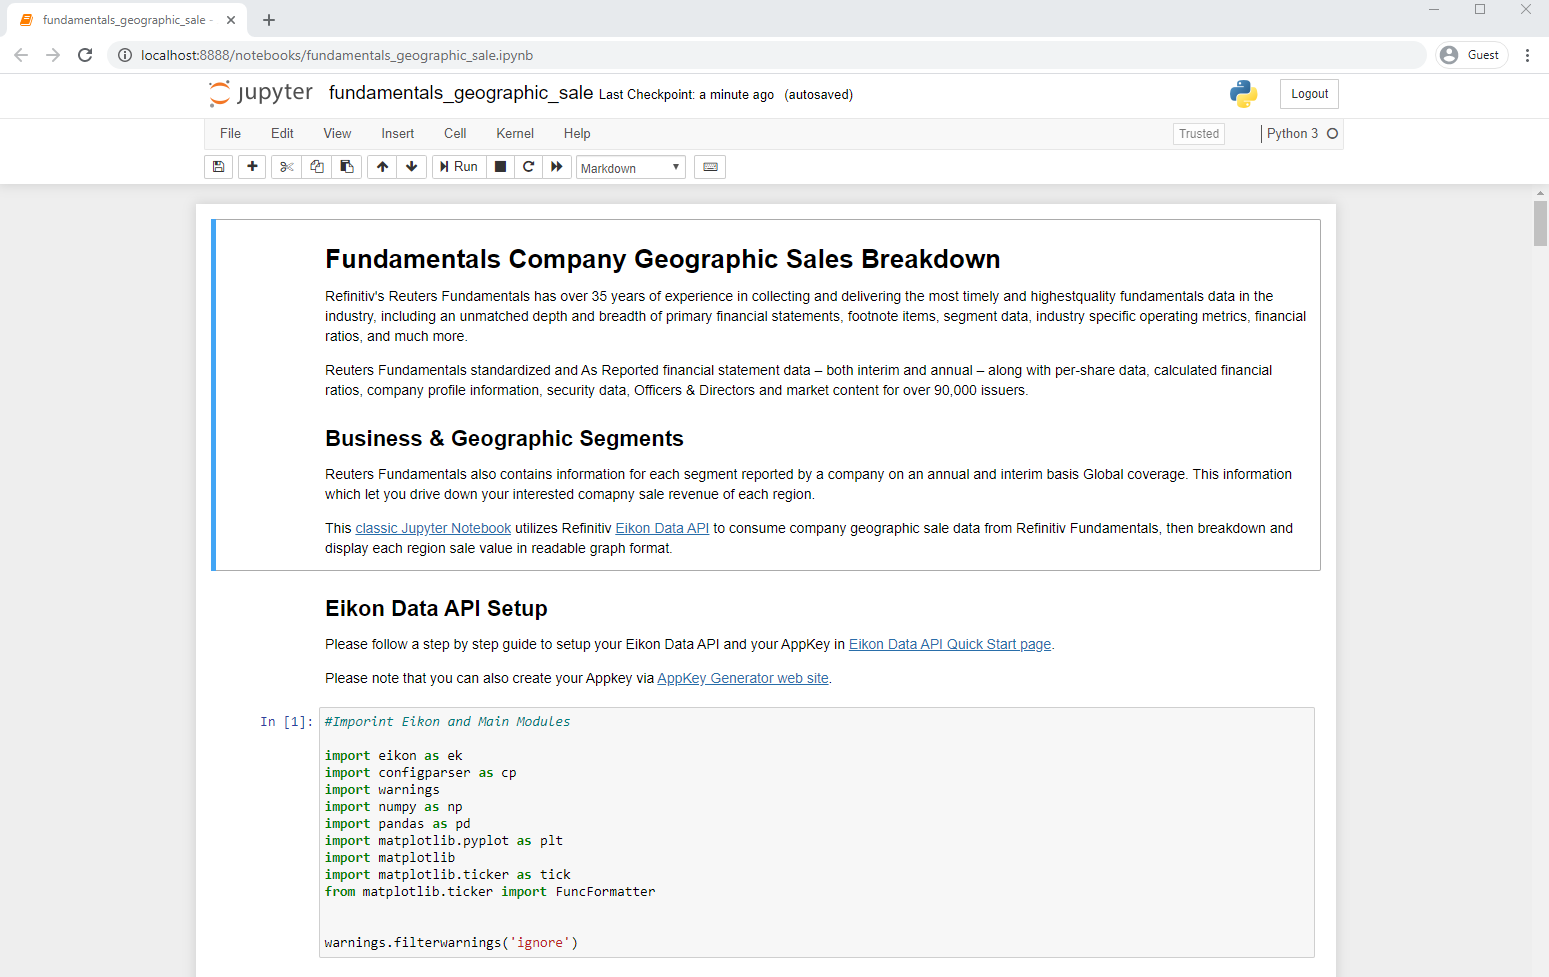 fundamentals_geographic_sale -
localhost:8888/notebooks/fundamentals_geographic_sale.ipynb
Guest
jupyter fundamentals_geographic_sale Last Checkpoint: a minute ago (autosaved)
Logout
File Edit View Insert Cell Kernel Help
Trusted
Python 3
Run
Markdown
Fundamentals Company Geographic Sales Breakdown
Refinitiv's Reuters Fundamentals has over 35 years of experience in collecting and delivering the most timely and highestquality fundamentals data in the
industry, including an unmatched depth and breadth of primary financial statements, footnote items, segment data, industry specific operating metrics, financial
ratios, and much more.
Reuters Fundamentals standardized and As Reported financial statement data – both interim and annual – along with per-share data, calculated financial
ratios, company profile information, security data, Officers & Directors and market content for over 90,000 issuers.
Business & Geographic Segments
Reuters Fundamentals also contains information for each segment reported by a company on an annual and interim basis Global coverage. This information
which let you drive down your interested comapny sale revenue of each region.
This classic Jupyter Notebook utilizes Refinitiv Eikon Data API to consume company geographic sale data from Refinitiv Fundamentals, then breakdown and
display each region sale value in readable graph format.
Eikon Data API Setup
Please follow a step by step guide to setup your Eikon Data API and your AppKey in Eikon Data API Quick Start page.
Please note that you can also create your Appkey via AppKey Generator web site.
In [1]: #Imporint Eikon and Main Modules
import eikon as ek
import configparser as cp
import warnings
import numpy as np
import pandas as pd
import matplotlib.pyplot as plt
import matplotlib
import matplotlib.ticker as tick
from matplotlib.ticker import FuncFormatter
warnings.filterwarnings('ignore')